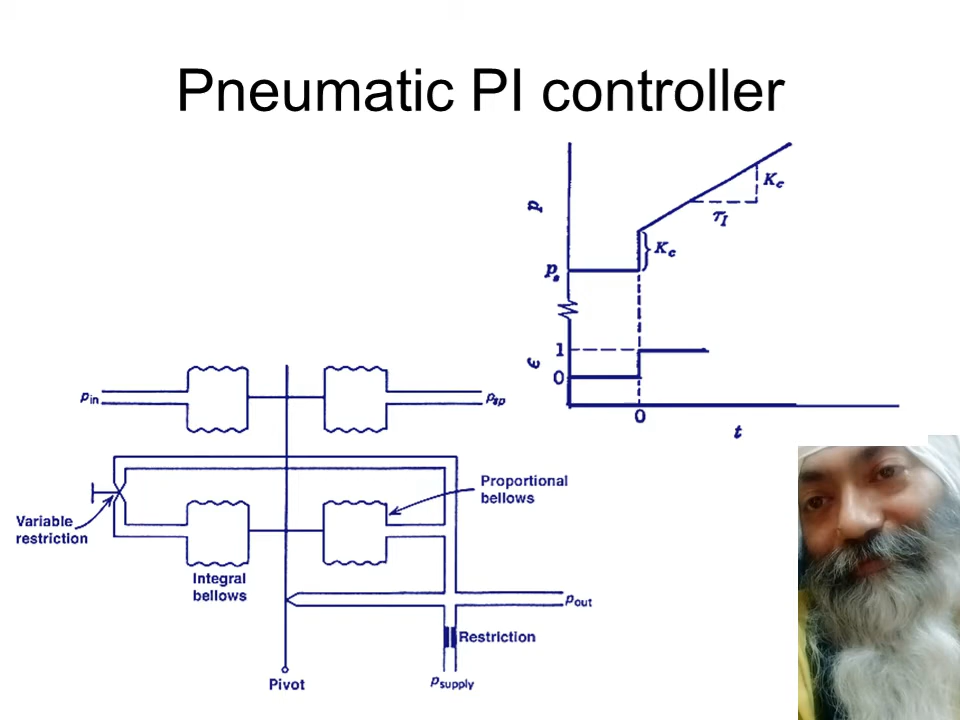 Pneumatic PI controller
p
K_c
τ_I
K_c
p_s
1
ϵ
0
0
t
p_in
p_sp
Proportional
bellows
Variable
restriction
Integral
bellows
p_out
Restriction
Pivot
p_supply